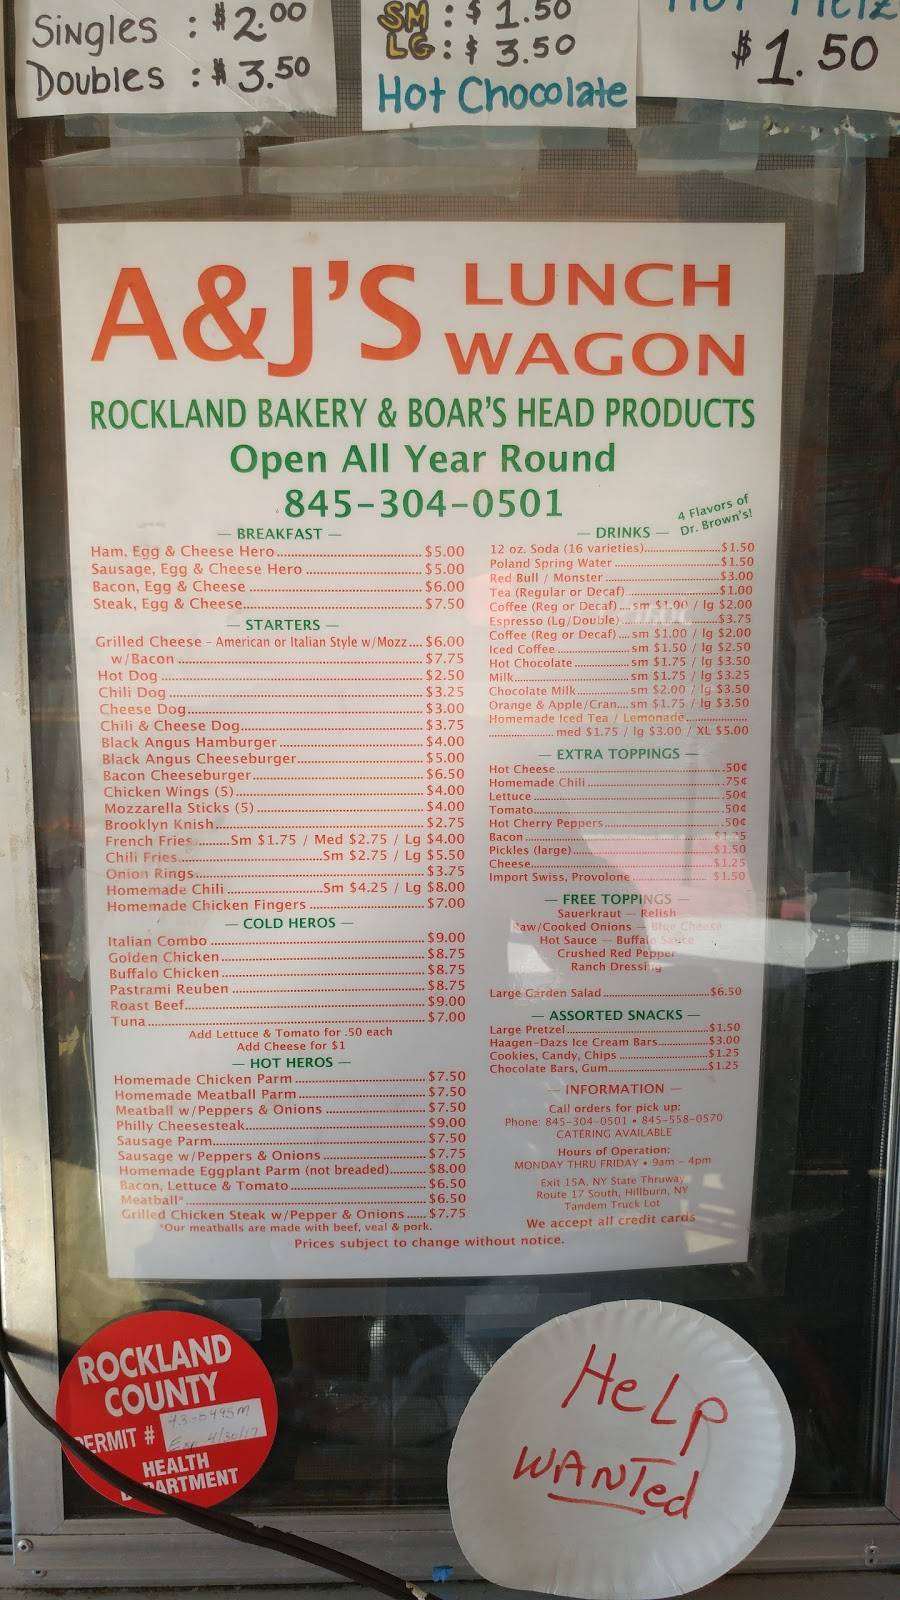 Singles : $2.00
Doubles : $3.50
SM : $ 1.50
LG : $ 3.50
Hot Chocolate
$1.50
A&J'S LUNCH WAGON
ROCKLAND BAKERY & BOAR'S HEAD PRODUCTS
Open All Year Round
845-304-0501
— BREAKFAST —
Ham, Egg & Cheese Hero $5.00
Sausage, Egg & Cheese Hero $5.00
Bacon, Egg & Cheese $6.00
Steak, Egg & Cheese $7.50
— STARTERS —
Grilled Cheese - American or Italian Style w/Mozz.... $6.00
w/Bacon $7.75
Hot Dog $2.50
Chili Dog $3.25
Cheese Dog $3.00
Chili & Cheese Dog $3.75
Black Angus Hamburger $4.00
Black Angus Cheeseburger $5.00
Bacon Cheeseburger $6.50
Chicken Wings (5) $4.00
Mozzarella Sticks (5) $4.00
Brooklyn Knish $2.75
French Fries Sm $1.75 / Med $2.75 / Lg $4.00
Chili Fries Sm $2.75 / Lg $5.50
Onion Rings $3.75
Homemade Chili Sm $4.25 / Lg $8.00
Homemade Chicken Fingers $7.00
— COLD HEROS —
Italian Combo $9.00
Golden Chicken $8.75
Buffalo Chicken $8.75
Pastrami Reuben $8.75
Roast Beef $9.00
Tuna $7.00
Add Lettuce & Tomato for .50 each
Add Cheese for $1
— HOT HEROS —
Homemade Chicken Parm $7.50
Homemade Meatball Parm $7.50
Meatball w/Peppers & Onions $7.50
Philly Cheesesteak $9.00
Sausage Parm $7.50
Sausage w/Peppers & Onions $7.75
Homemade Eggplant Parm (not breaded) $8.00
Bacon, Lettuce & Tomato $6.50
Meatball* $6.50
Grilled Chicken Steak w/Pepper & Onions $7.75
*Our meatballs are made with beef, veal & pork.
4 Flavors of
Dr. Brown's!
— DRINKS —
12 oz. Soda (16 varieties) $1.50
Poland Spring Water $1.50
Red Bull / Monster $3.00
Tea (Regular or Decaf) $1.00
Coffee (Reg or Decaf) sm $1.00 / lg $2.00
Espresso (Lg/Double) $3.75
Coffee (Reg or Decaf) sm $1.00 / lg $2.00
Iced Coffee sm $1.50 / lg $2.50
Hot Chocolate sm $1.75 / lg $3.50
Milk sm $1.75 / lg $3.25
Chocolate Milk sm $2.00 / lg $3.50
Orange & Apple/Cran sm $1.75 / lg $3.50
Homemade Iced Tea / Lemonade
med $1.75 / lg $3.00 / XL $5.00
— EXTRA TOPPINGS —
Hot Cheese .50¢
Homemade Chili .75¢
Lettuce .50¢
Tomato .50¢
Hot Cherry Peppers .50¢
Bacon $1.25
Pickles (large) $1.50
Cheese $1.25
Import Swiss, Provolone $1.50
— FREE TOPPINGS —
Sauerkraut — Relish
Raw/Cooked Onions — Blue Cheese
Hot Sauce — Buffalo Sauce
Crushed Red Pepper
Ranch Dressing
Large Garden Salad $6.50
— ASSORTED SNACKS —
Large Pretzel $1.50
Haagen-Dazs Ice Cream Bars $3.00
Cookies, Candy, Chips $1.25
Chocolate Bars, Gum $1.25
— INFORMATION —
Call orders for pick up:
Phone: 845-304-0501 • 845-558-0570
CATERING AVAILABLE
Hours of Operation:
MONDAY THRU FRIDAY • 9am - 4pm
Exit 15A, NY State Thruway
Route 17 South, Hillburn, NY
Tandem Truck Lot
We accept all credit cards
Prices subject to change without notice.
ROCKLAND
COUNTY
PERMIT # 43-0495M
Exp 4/30/17
HEALTH
DEPARTMENT
HeLp
WANTed